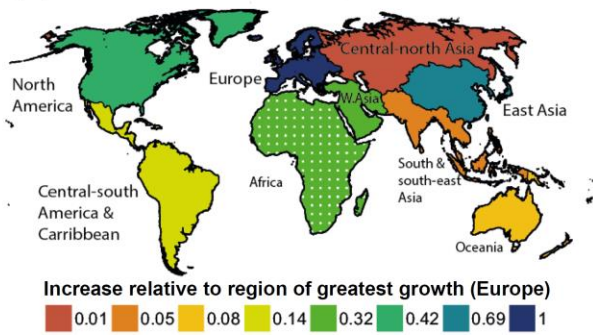 Central-north Asia
North
America
Europe
W.Asia
East Asia
Central-south
America &
Carribbean
Africa
South &
south-east
Asia
Oceania
Increase relative to region of greatest growth (Europe)
0.01 0.05 0.08 0.14 0.32 0.42 0.69 1